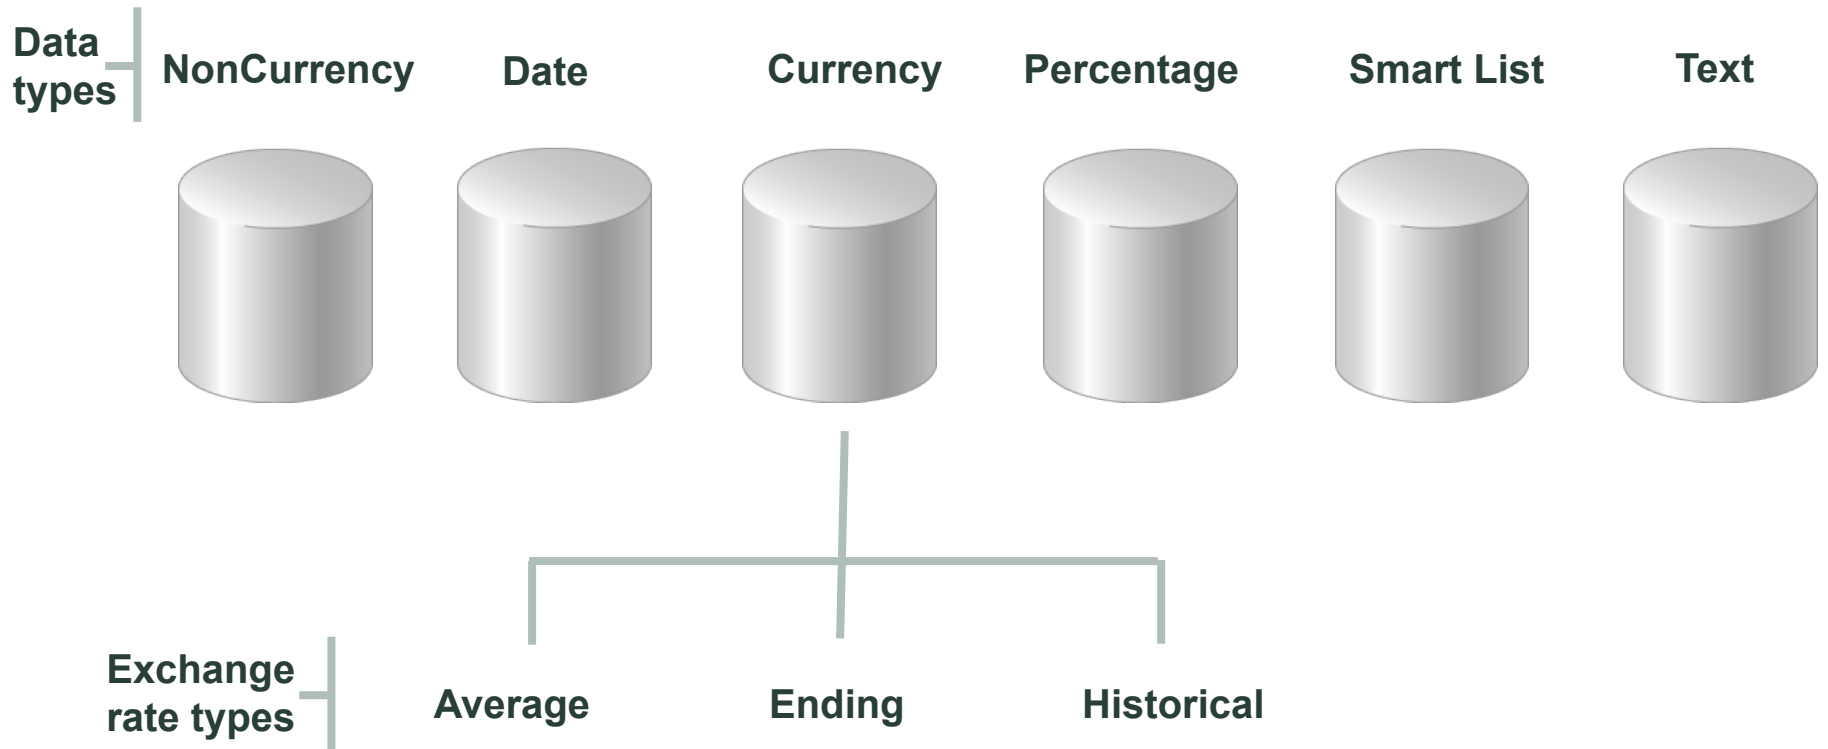 Data
types
NonCurrency
Date
Currency
Percentage
Smart List
Text
Exchange
rate types
Average
Ending
Historical